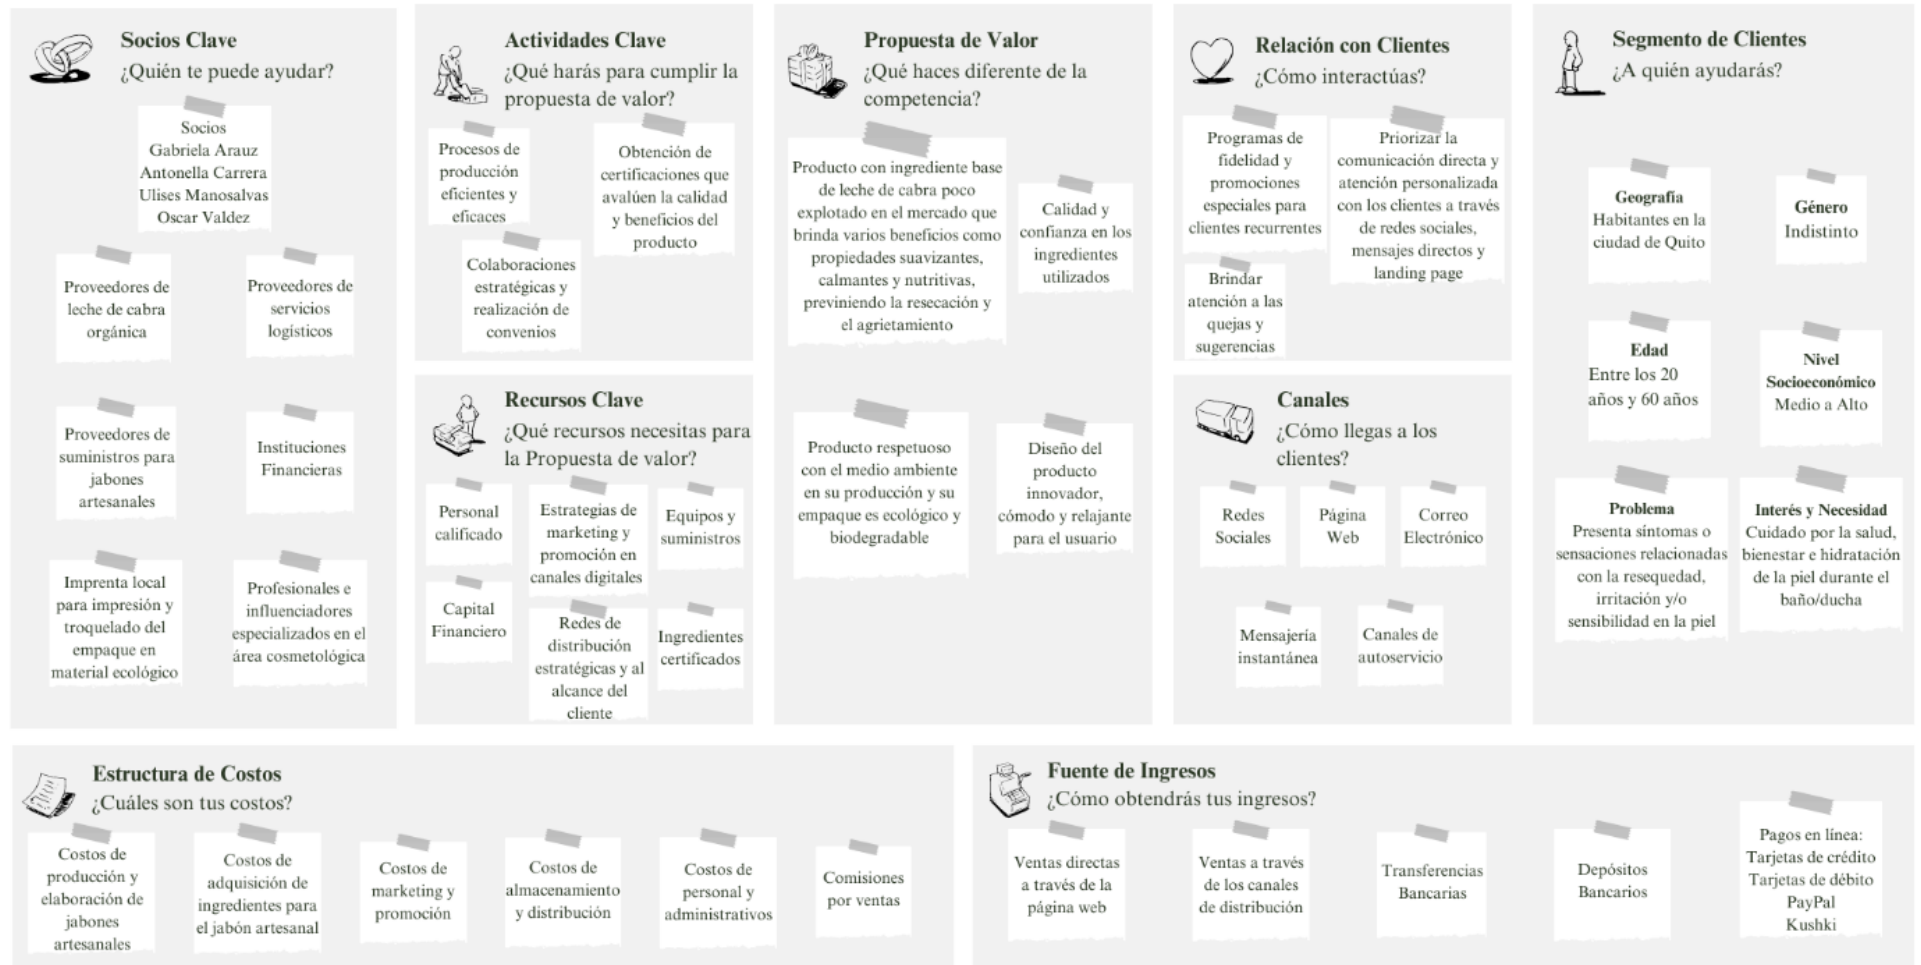 Socios Clave
¿Quién te puede ayudar?
Socios
Gabriela Arauz
Antonella Carrera
Ulises Manosalvas
Oscar Valdez
Proveedores de
leche de cabra
orgánica
Proveedores de
servicios
logísticos
Proveedores de
suministros para
jabones
artesanales
Instituciones
Financieras
Imprenta local
para impresión y
troquelado del
empaque en
material ecológico
Profesionales e
influenciadores
especializados en el
área cosmetológica
Actividades Clave
¿Qué harás para cumplir la
propuesta de valor?
Procesos de
producción
eficientes y
eficaces
Obtención de
certificaciones que
avalúen la calidad
y beneficios del
producto
Colaboraciones
estratégicas y
realización de
convenios
Recursos Clave
¿Qué recursos necesitas para
la Propuesta de valor?
Personal
calificado
Estrategias de
marketing y
promoción en
canales digitales
Equipos y
suministros
Capital
Financiero
Redes de
distribución
estratégicas y al
alcance del
cliente
Ingredientes
certificados
Propuesta de Valor
¿Qué haces diferente de la
competencia?
Producto con ingrediente base
de leche de cabra poco
explotado en el mercado que
brinda varios beneficios como
propiedades suavizantes,
calmantes y nutritivas,
previniendo la resecación y
el agrietamiento
Calidad y
confianza en los
ingredientes
utilizados
Producto respetuoso
con el medio ambiente
en su producción y su
empaque es ecológico y
biodegradable
Diseño del
producto
innovador,
cómodo y relajante
para el usuario
Relación con Clientes
¿Cómo interactúas?
Programas de
fidelidad y
promociones
especiales para
clientes recurrentes
Priorizar la
comunicación directa y
atención personalizada
con los clientes a través
de redes sociales,
mensajes directos y
landing page
Brindar
atención a las
quejas y
sugerencias
Canales
¿Cómo llegas a los
clientes?
Redes
Sociales
Página
Web
Correo
Electrónico
Mensajería
instantánea
Canales de
autoservicio
Segmento de Clientes
¿A quién ayudarás?
Geografía
Habitantes en la
ciudad de Quito
Género
Indistinto
Edad
Entre los 20
años y 60 años
Nivel
Socioeconómico
Medio a Alto
Problema
Presenta síntomas o
sensaciones relacionadas
con la resequedad,
irritación y/o
sensibilidad en la piel
Interés y Necesidad
Cuidado por la salud,
bienestar e hidratación
de la piel durante el
baño/ducha
Estructura de Costos
¿Cuáles son tus costos?
Costos de
producción y
elaboración de
jabones
artesanales
Costos de
adquisición de
ingredientes para
el jabón artesanal
Costos de
marketing y
promoción
Costos de
almacenamiento
y distribución
Costos de
personal y
administrativos
Comisiones
por ventas
Fuente de Ingresos
¿Cómo obtendrás tus ingresos?
Ventas directas
a través de la
página web
Ventas a través
de los canales
de distribución
Transferencias
Bancarias
Depósitos
Bancarios
Pagos en línea:
Tarjetas de crédito
Tarjetas de débito
PayPal
Kushki